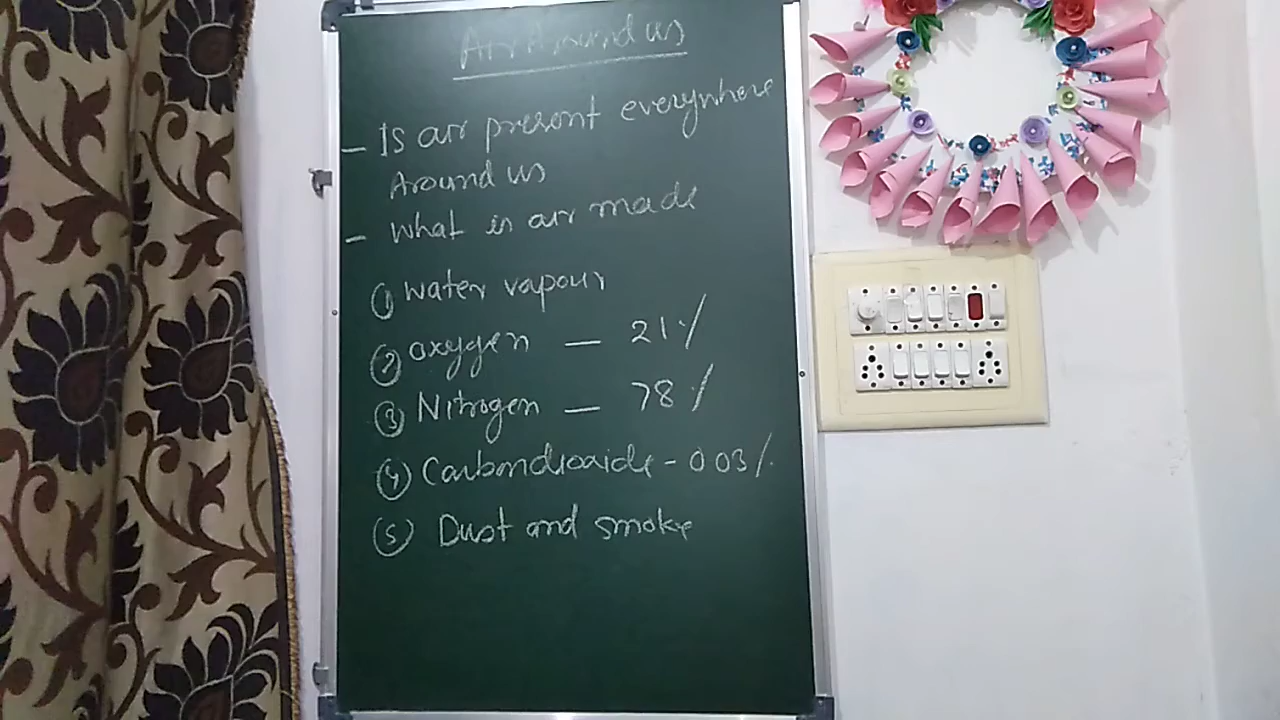 Air Around us
- Is air present everywhere
Around us
- What is air made
① Water vapour
② Oxygen - 21%
③ Nitrogen - 78%
④ Carbondioxide - 0.03%
⑤ Dust and smoke